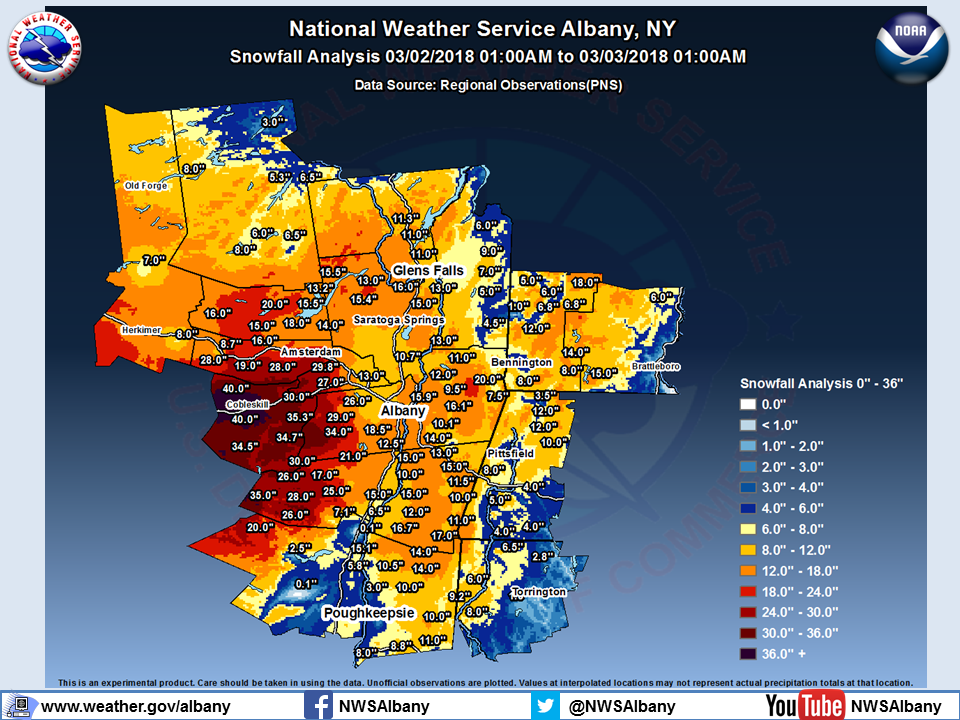 National Weather Service Albany, NY
Snowfall Analysis 03/02/2018 01:00AM to 03/03/2018 01:00AM
Data Source: Regional Observations(PNS)
NATIONAL WEATHER SERVICE
NOAA
3.0"
8.0"
5.3" 6.5"
Old Forge
11.3"
6.0"
6.0" 6.5" 11.0"
8.0" 11.0" 9.0"
7.0"
15.5" Glens Falls 7.0"
13.0" 5.0" 18.0"
13.2" 16.0" 13.0" 5.0" 6.0" 6.0"
20.0" 15.5" 15.4" 15.0" 1.0" 6.8" 6.8"
16.0"
15.0" 18.0" 14.0" Saratoga Springs 4.5" 12.0"
Herkimer 8.0"
8.7" 16.0" 13.0"
Amsterdam 10.7" 11.0" 14.0"
28.0" 19.0" 28.0" 29.8" Bennington 8.0" 15.0" Brattleboro
27.0" 13.0" 12.0" 20.0" 8.0"
40.0" 30.0" 9.5" 7.5" 3.5"
Cobleskill 26.0" 15.9" 16.1" 12.0"
40.0" 35.3" 29.0" Albany
34.7" 34.0" 18.5" 10.1" 12.0"
34.5" 12.5" 14.0" 10.0"
21.0" 15.0" 13.0" Pittsfield
30.0" 15.0" 8.0"
26.0" 17.0" 10.0" 11.5" 4.0"
35.0" 28.0" 25.0" 15.0" 15.0" 10.0" 5.0"
26.0" 7.1" 6.5" 12.0" 11.0"
20.0" 0.1" 16.7" 4.0" 4.0"
17.0"
2.5" 15.1" 14.0" 6.5" 2.8"
5.8" 10.5" 14.0"
0.1" 3.0" 10.0" 6.0"
9.2" Torrington
Poughkeepsie 10.0" 8.0"
8.0" 8.8" 11.0"
Snowfall Analysis 0" - 36"
0.0"
< 1.0"
1.0" - 2.0"
2.0" - 3.0"
3.0" - 4.0"
4.0" - 6.0"
6.0" - 8.0"
8.0" - 12.0"
12.0" - 18.0"
18.0" - 24.0"
24.0" - 30.0"
30.0" - 36.0"
36.0" +
This is an experimental product. Care should be taken in using the data. Unofficial observations are plotted. Values at interpolated locations may not represent actual precipitation totals at that location.
www.weather.gov/albany NWSAlbany @NWSAlbany YouTube NWSAlbany